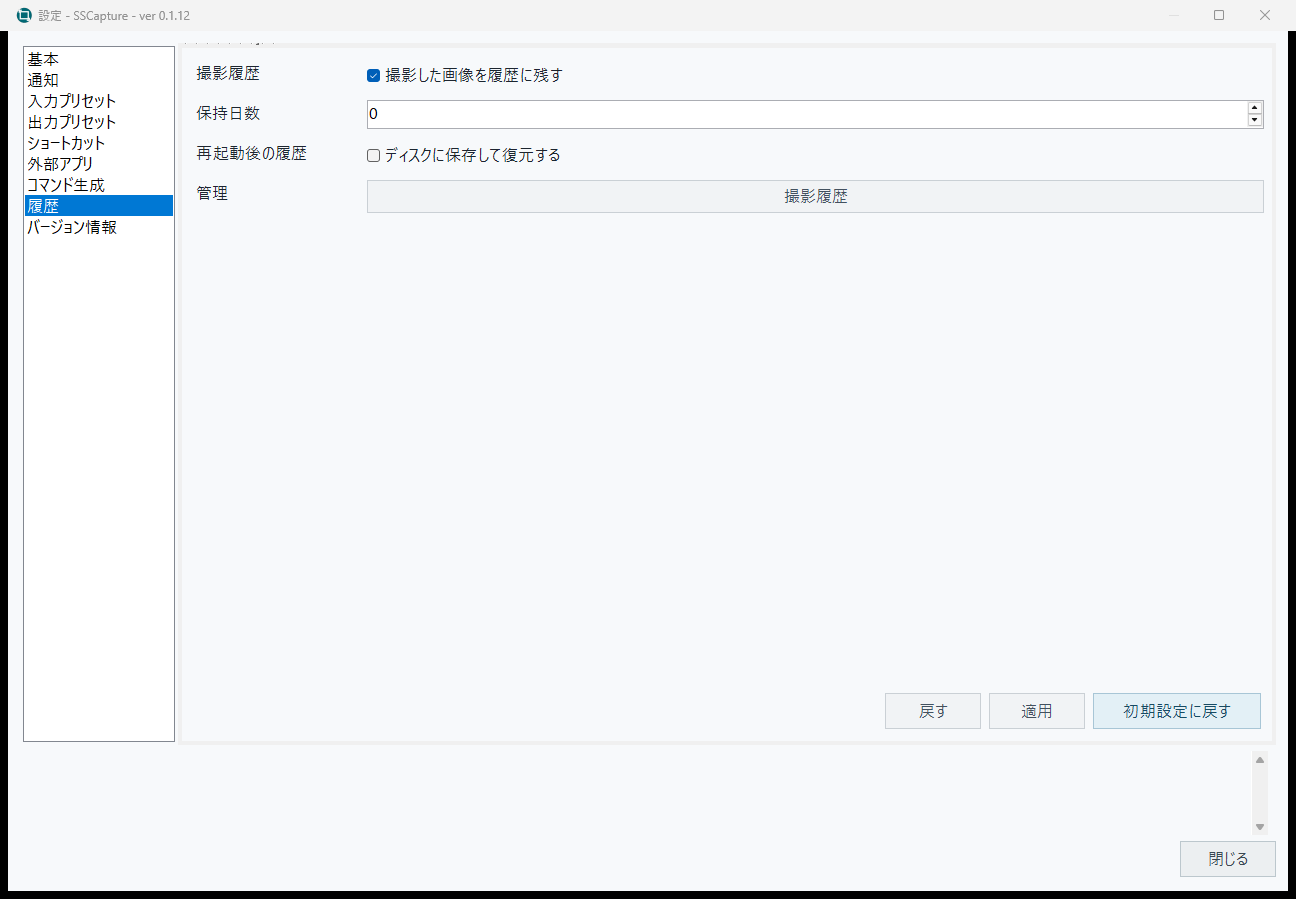 設定 - SSCapture - ver 0.1.12
基本
通知
入力プリセット
出力プリセット
ショートカット
外部アプリ
コマンド生成
履歴
バージョン情報
撮影履歴
撮影した画像を履歴に残す
保持日数
0
再起動後の履歴
ディスクに保存して復元する
管理
撮影履歴
戻す
適用
初期設定に戻す
閉じる